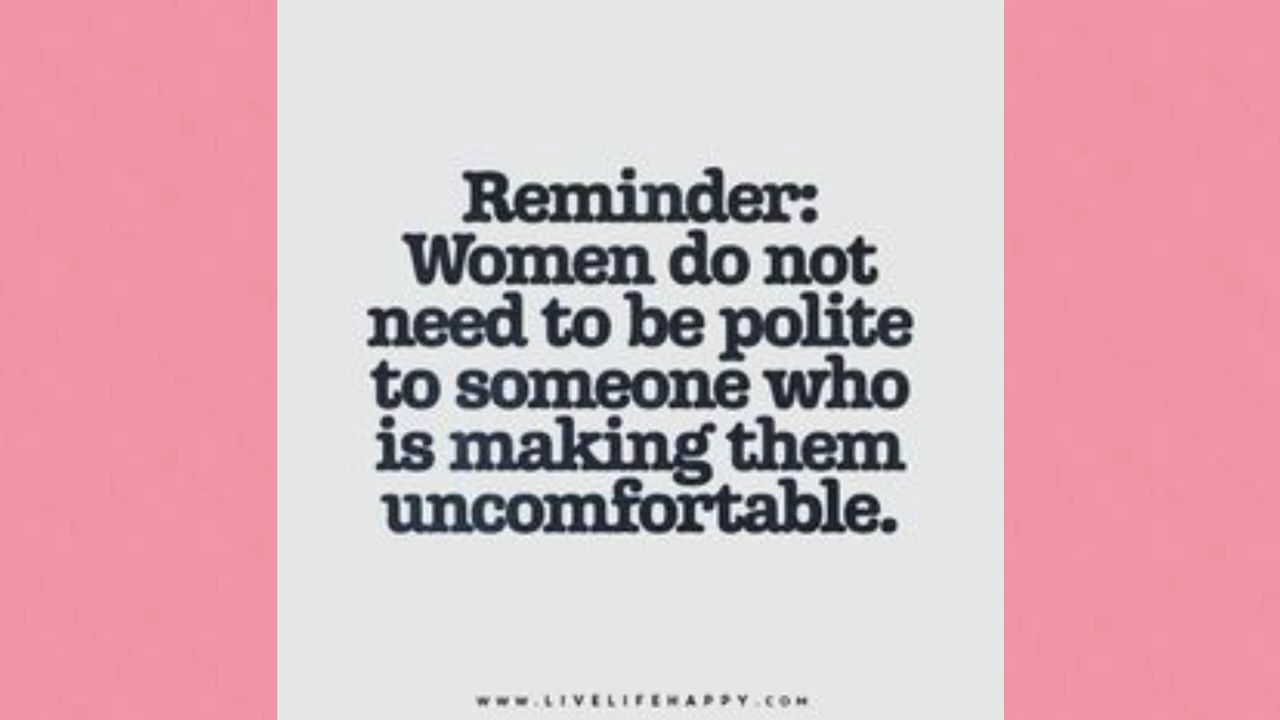 Reminder:
Women do not
need to be polite
to someone who
is making them
uncomfortable.
WWW.LIVELIFEHAPPY.COM